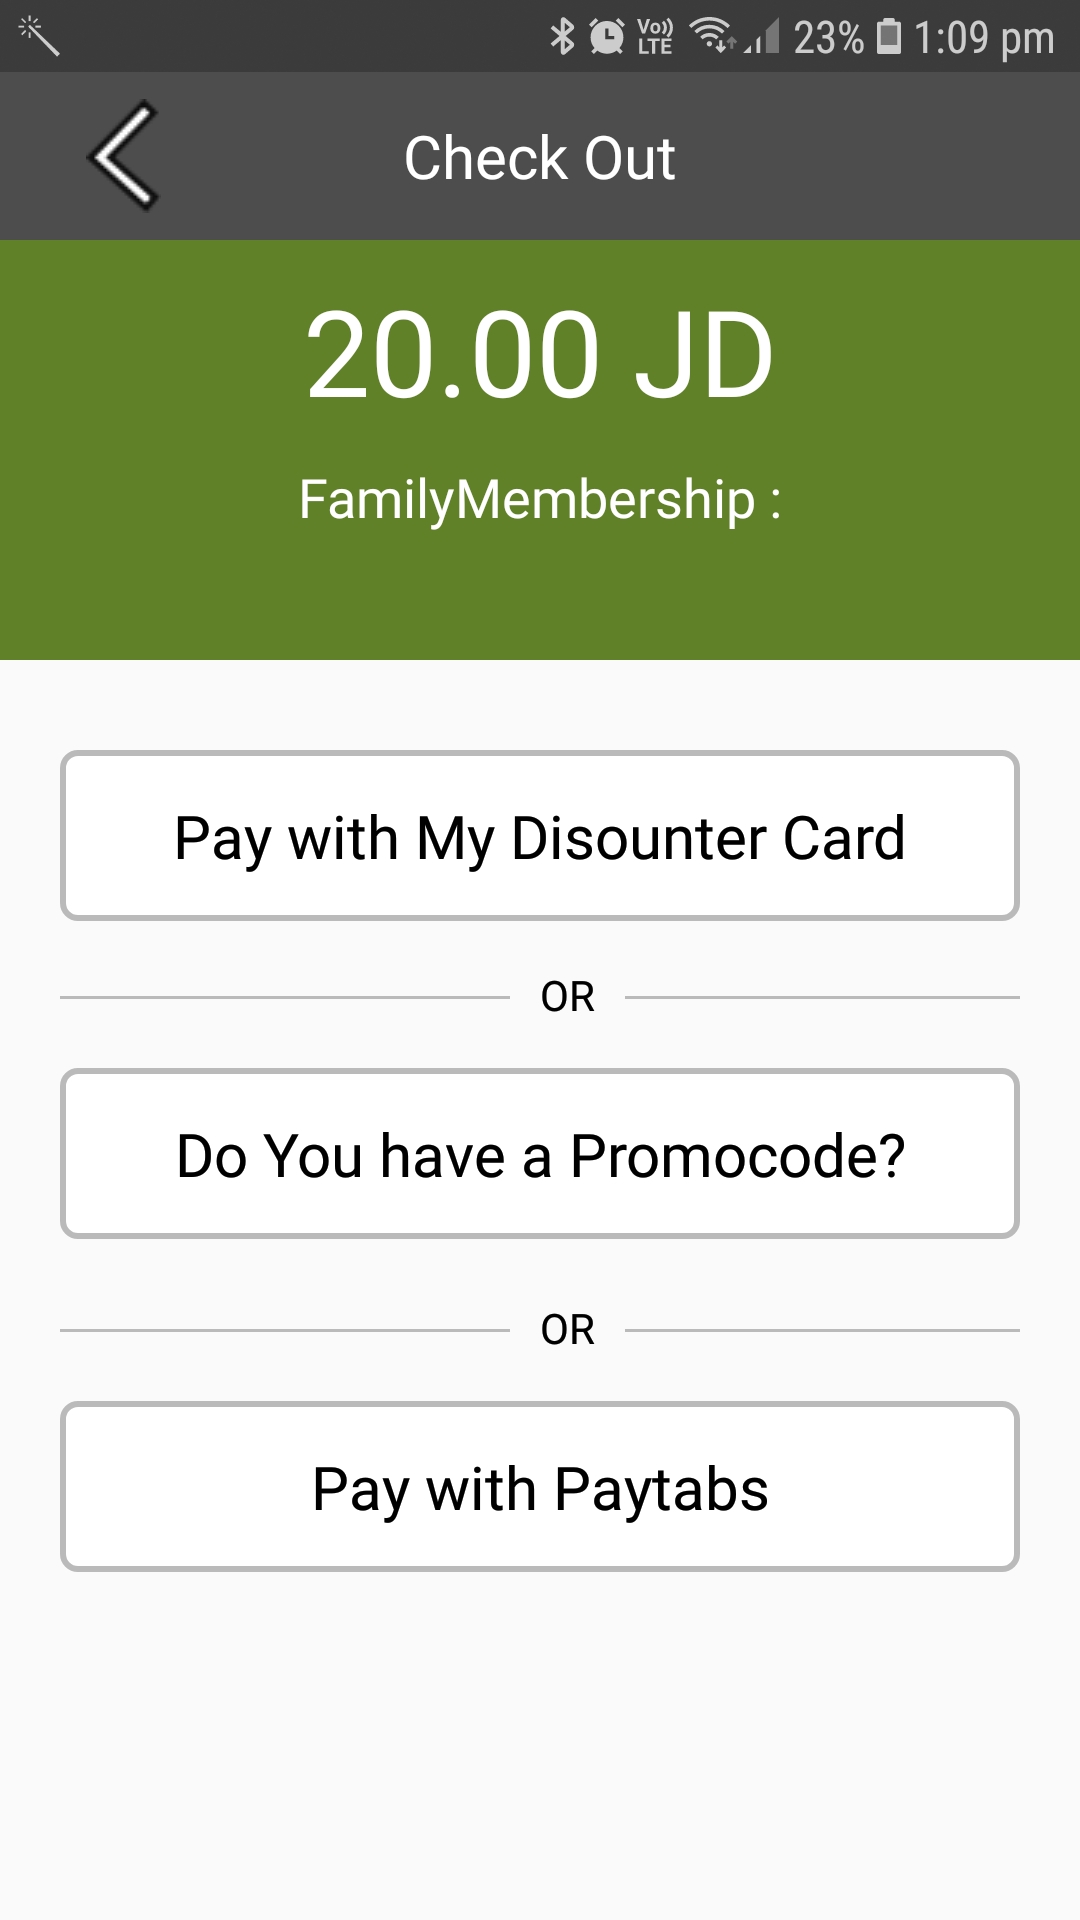 Vo)) LTE 23% 1:09 pm
Check Out
20.00 JD
FamilyMembership :
Pay with My Disounter Card
OR
Do You have a Promocode?
OR
Pay with Paytabs